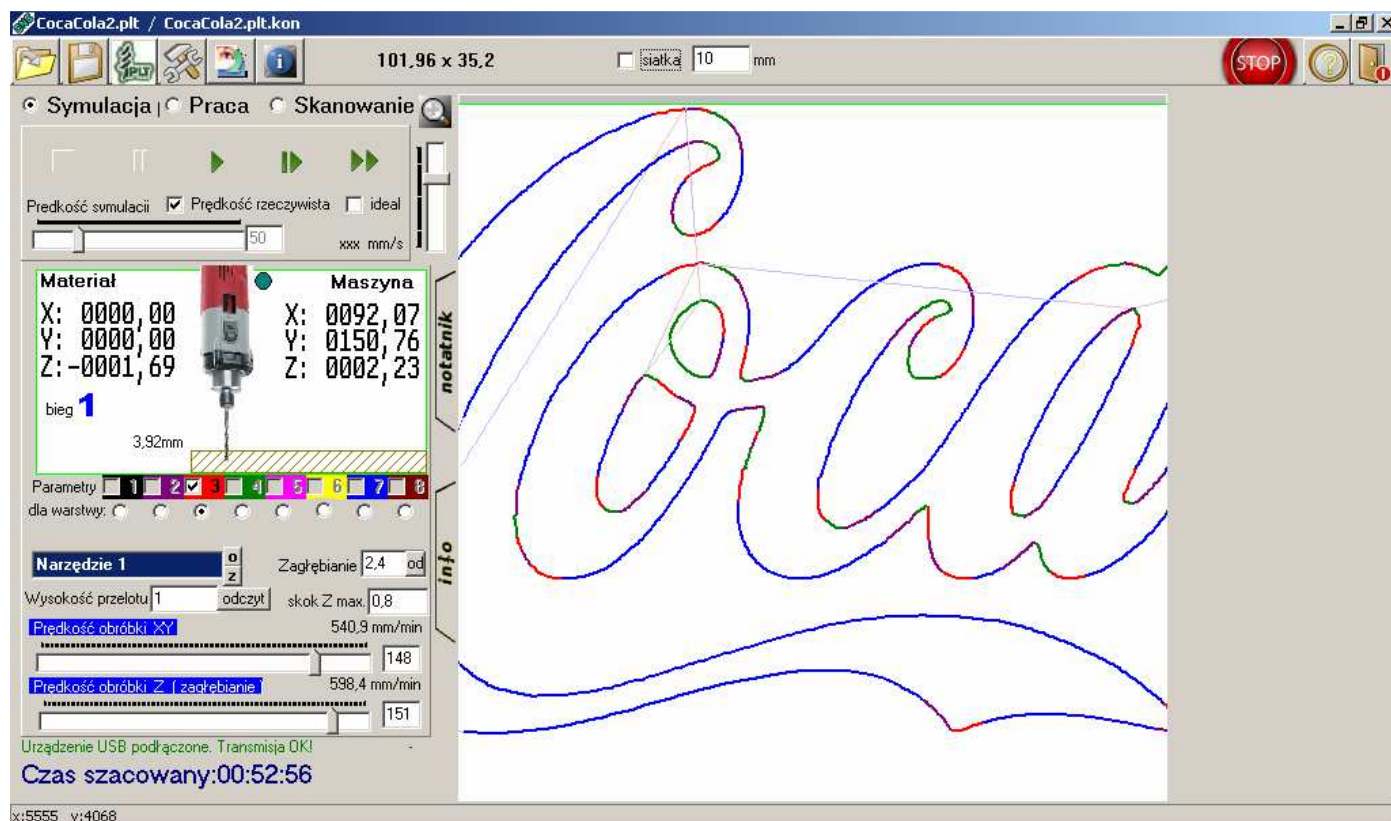 CocaCola2.plt / CocaCola2.plt.kon
PLT
101,96 x 35,2
siatka 10 mm
STOP
Symulacja Praca Skanowanie
Predkość symulacii Prędkość rzeczywista ideal
50 xxx mm/s
Materiał Maszyna
X: 0000,00 X: 0092,07
Y: 0000,00 Y: 0150,76
Z:-0001,69 Z: 0002,23
bieg 1
3,92mm
notatnik
Parametry 1 2 3 4 5 6 7 8
dla warstwy:
info
Narzędzie 1 o z Zagłębianie 2,4 od
Wysokość przelotu 1 odczyt skok Z max. 0,8
Prędkość obróbki XY 540,9 mm/min
148
Prędkość obróbki Z ( zagłębianie 598,4 mm/min
151
Urządzenie USB podłączone. Transmisja OK! -
Czas szacowany:00:52:56
x:5555 y:4068
oca